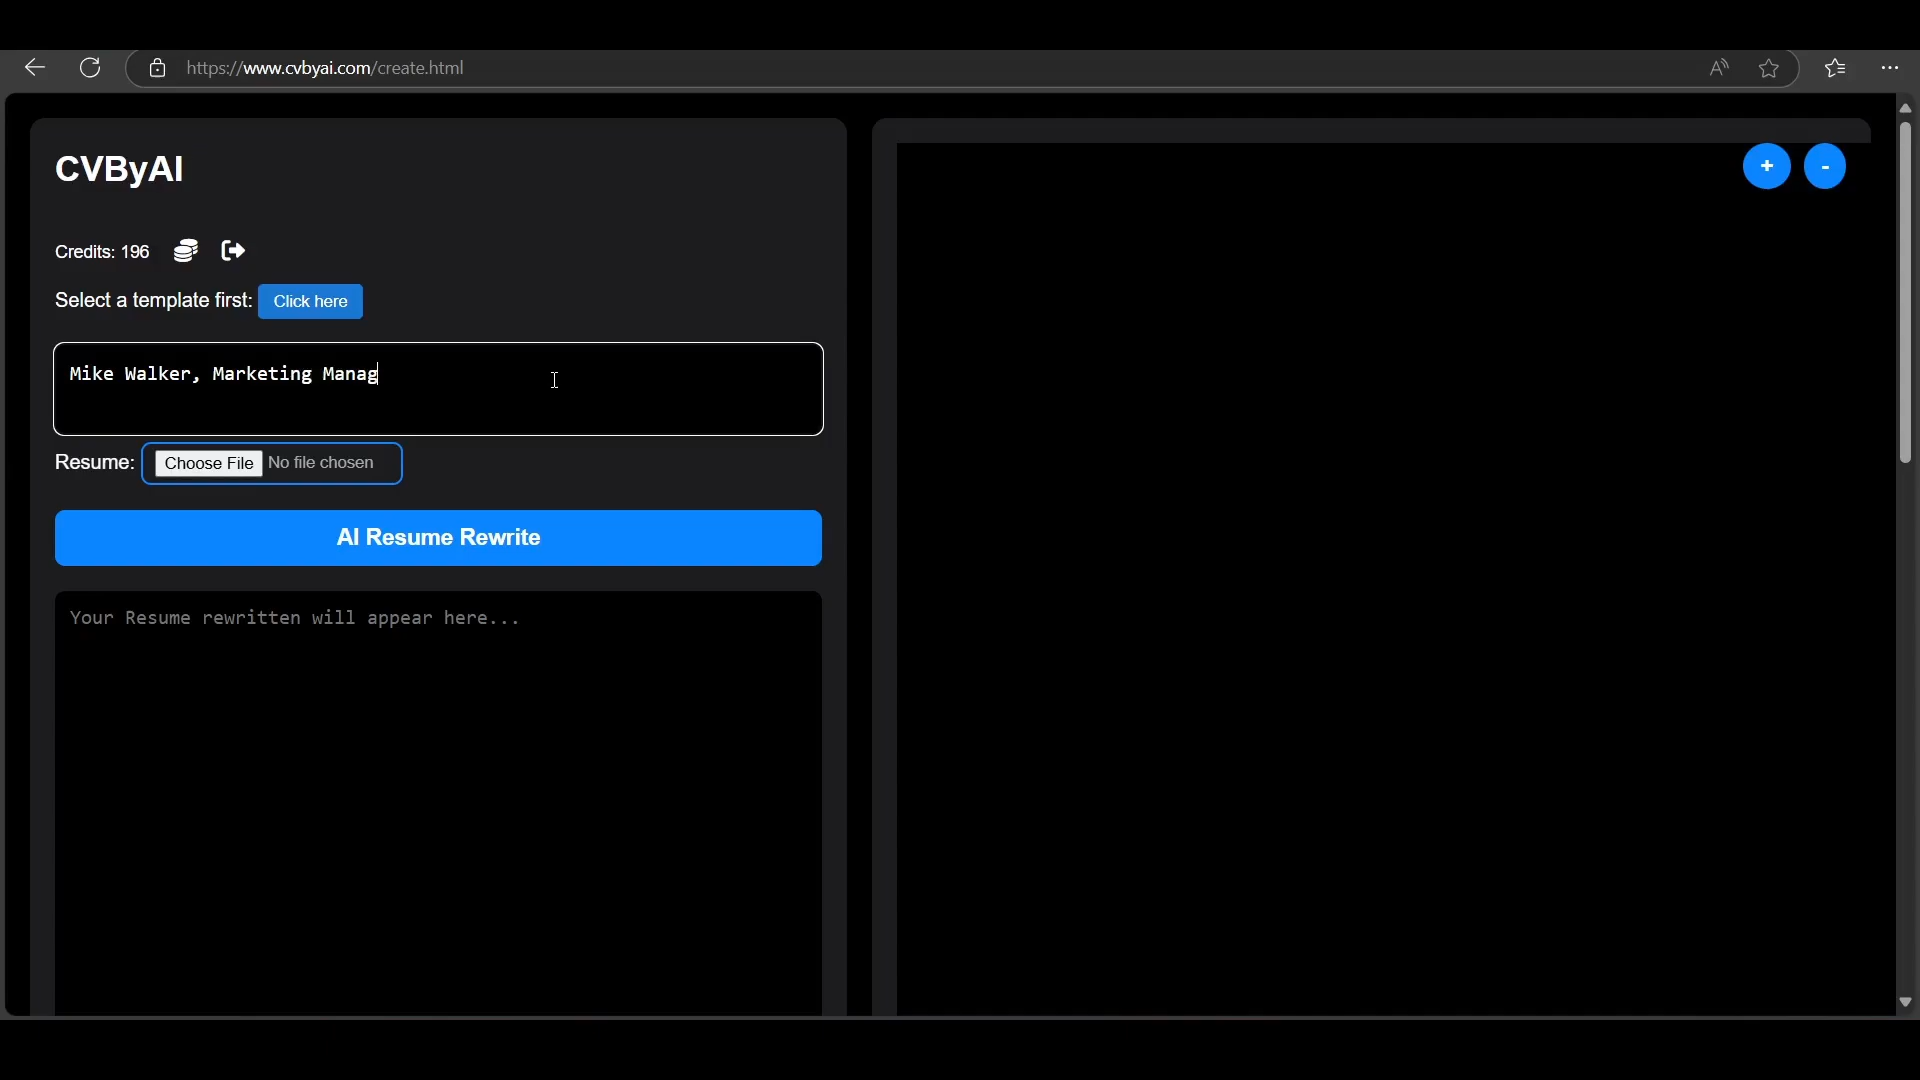 https://www.cvbyai.com/create.html
CVByAI
+ -
Credits: 196
Select a template first: Click here
Mike Walker, Marketing Manag
Resume: Choose File No file chosen
AI Resume Rewrite
Your Resume rewritten will appear here...